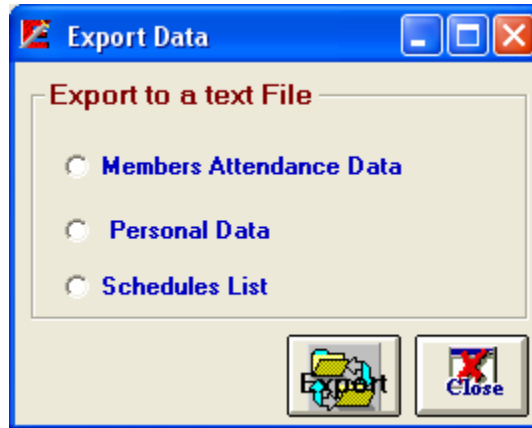 Export Data
Export to a text File
Members Attendance Data
Personal Data
Schedules List
Export
Close